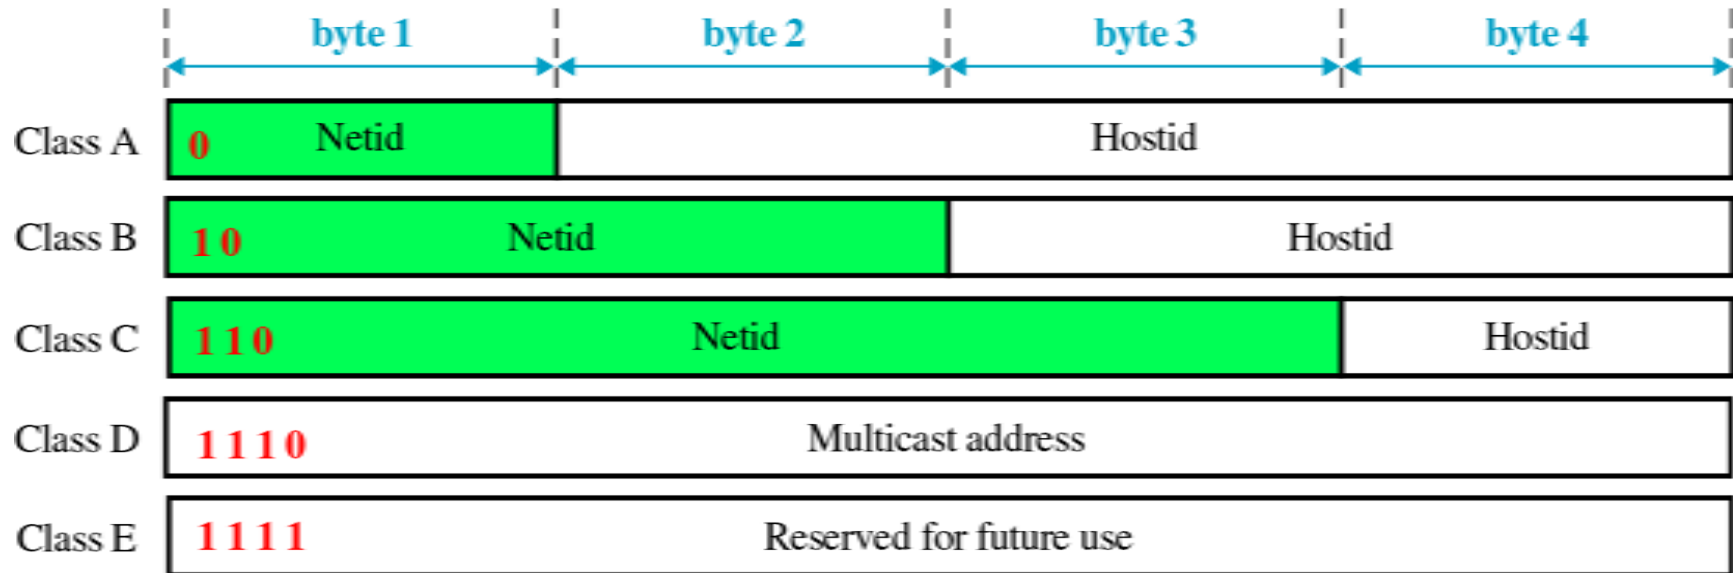 byte 1 byte 2 byte 3 byte 4
Class A 0 Netid Hostid
Class B 1 0 Netid Hostid
Class C 1 1 0 Netid Hostid
Class D 1 1 1 0 Multicast address
Class E 1 1 1 1 Reserved for future use